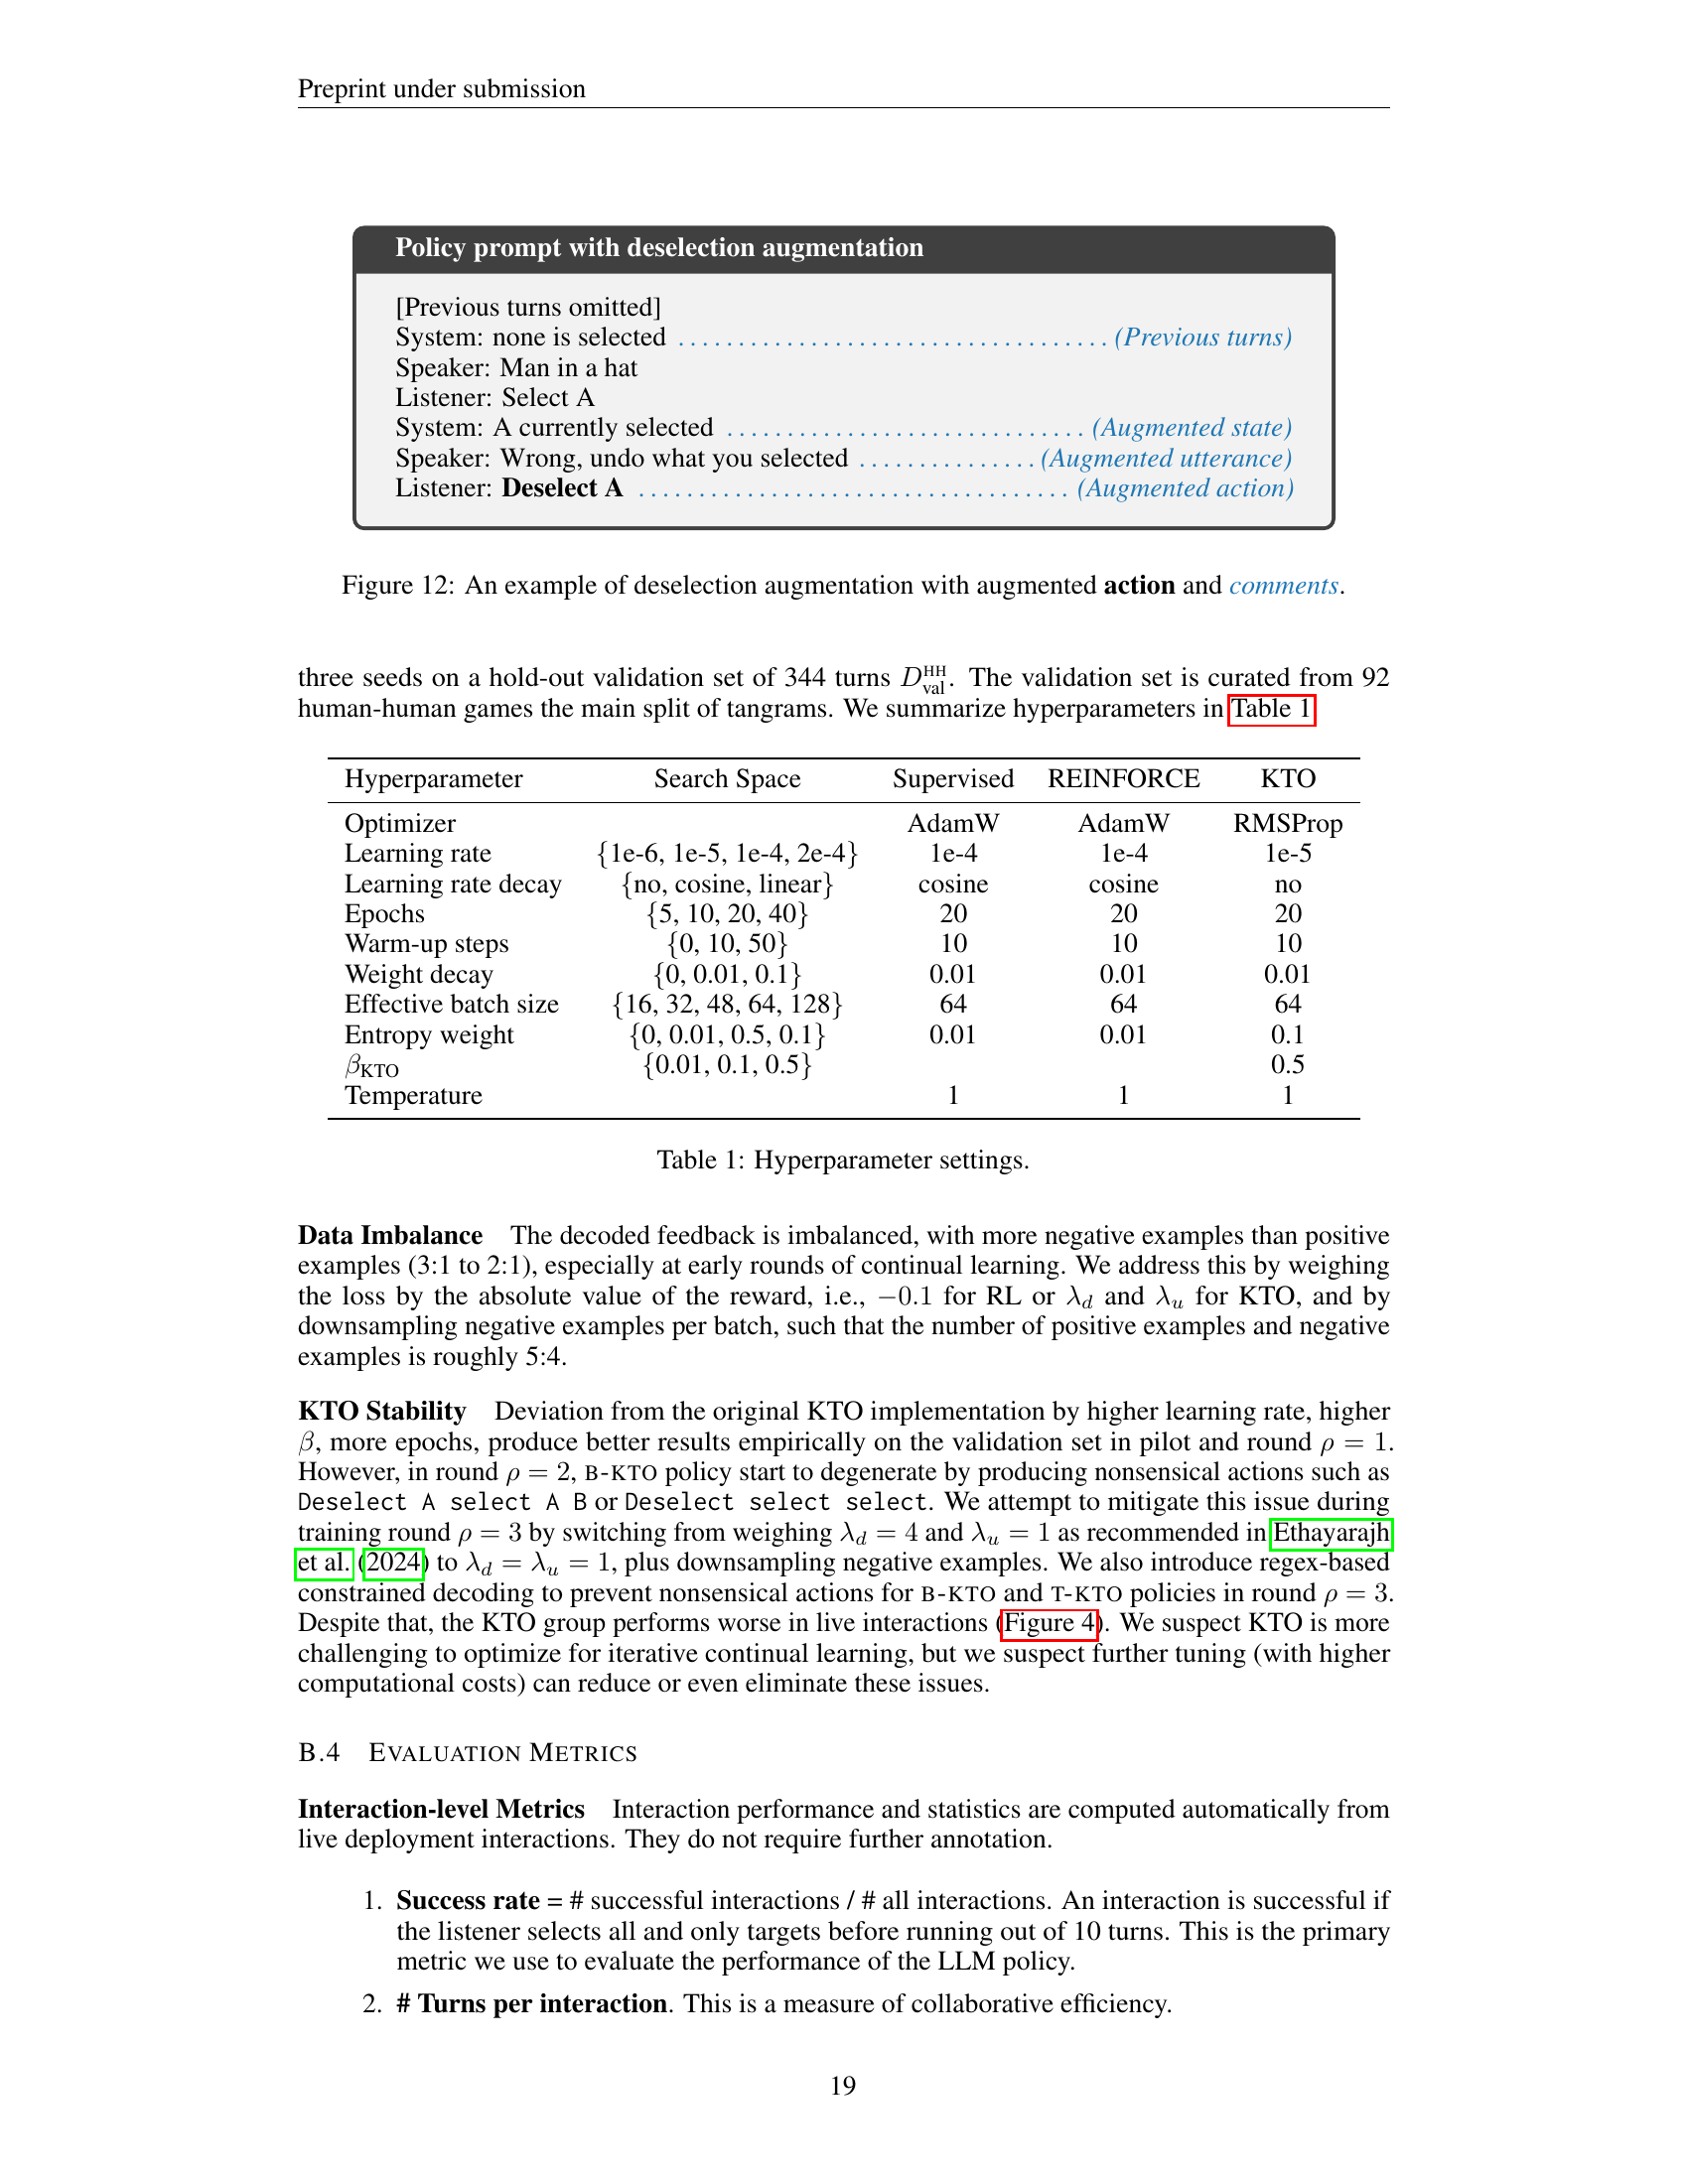 Preprint under submission
Policy prompt with deselection augmentation
[Previous turns omitted]
System: none is selected .................................... (Previous turns)
Speaker: Man in a hat
Listener: Select A
System: A currently selected .............................. (Augmented state)
Speaker: Wrong, undo what you selected ............... (Augmented utterance)
Listener: Deselect A .................................... (Augmented action)
Figure 12: An example of deselection augmentation with augmented action and comments.
three seeds on a hold-out validation set of 344 turns D^HH_val. The validation set is curated from 92
human-human games the main split of tangrams. We summarize hyperparameters in Table 1
Hyperparameter Search Space Supervised REINFORCE KTO
Optimizer AdamW AdamW RMSProp
Learning rate {1e-6, 1e-5, 1e-4, 2e-4} 1e-4 1e-4 1e-5
Learning rate decay {no, cosine, linear} cosine cosine no
Epochs {5, 10, 20, 40} 20 20 20
Warm-up steps {0, 10, 50} 10 10 10
Weight decay {0, 0.01, 0.1} 0.01 0.01 0.01
Effective batch size {16, 32, 48, 64, 128} 64 64 64
Entropy weight {0, 0.01, 0.5, 0.1} 0.01 0.01 0.1
β_KTO {0.01, 0.1, 0.5} 0.5
Temperature 1 1 1
Table 1: Hyperparameter settings.
Data Imbalance The decoded feedback is imbalanced, with more negative examples than positive
examples (3:1 to 2:1), especially at early rounds of continual learning. We address this by weighing
the loss by the absolute value of the reward, i.e., −0.1 for RL or λ_d and λ_u for KTO, and by
downsampling negative examples per batch, such that the number of positive examples and negative
examples is roughly 5:4.
KTO Stability Deviation from the original KTO implementation by higher learning rate, higher
β, more epochs, produce better results empirically on the validation set in pilot and round ρ = 1.
However, in round ρ = 2, B-KTO policy start to degenerate by producing nonsensical actions such as
Deselect A select A B or Deselect select select. We attempt to mitigate this issue during
training round ρ = 3 by switching from weighing λ_d = 4 and λ_u = 1 as recommended in Ethayarajh
et al. (2024) to λ_d = λ_u = 1, plus downsampling negative examples. We also introduce regex-based
constrained decoding to prevent nonsensical actions for B-KTO and T-KTO policies in round ρ = 3.
Despite that, the KTO group performs worse in live interactions (Figure 4). We suspect KTO is more
challenging to optimize for iterative continual learning, but we suspect further tuning (with higher
computational costs) can reduce or even eliminate these issues.
B.4 EVALUATION METRICS
Interaction-level Metrics Interaction performance and statistics are computed automatically from
live deployment interactions. They do not require further annotation.
1. Success rate = # successful interactions / # all interactions. An interaction is successful if
the listener selects all and only targets before running out of 10 turns. This is the primary
metric we use to evaluate the performance of the LLM policy.
2. # Turns per interaction. This is a measure of collaborative efficiency.
19